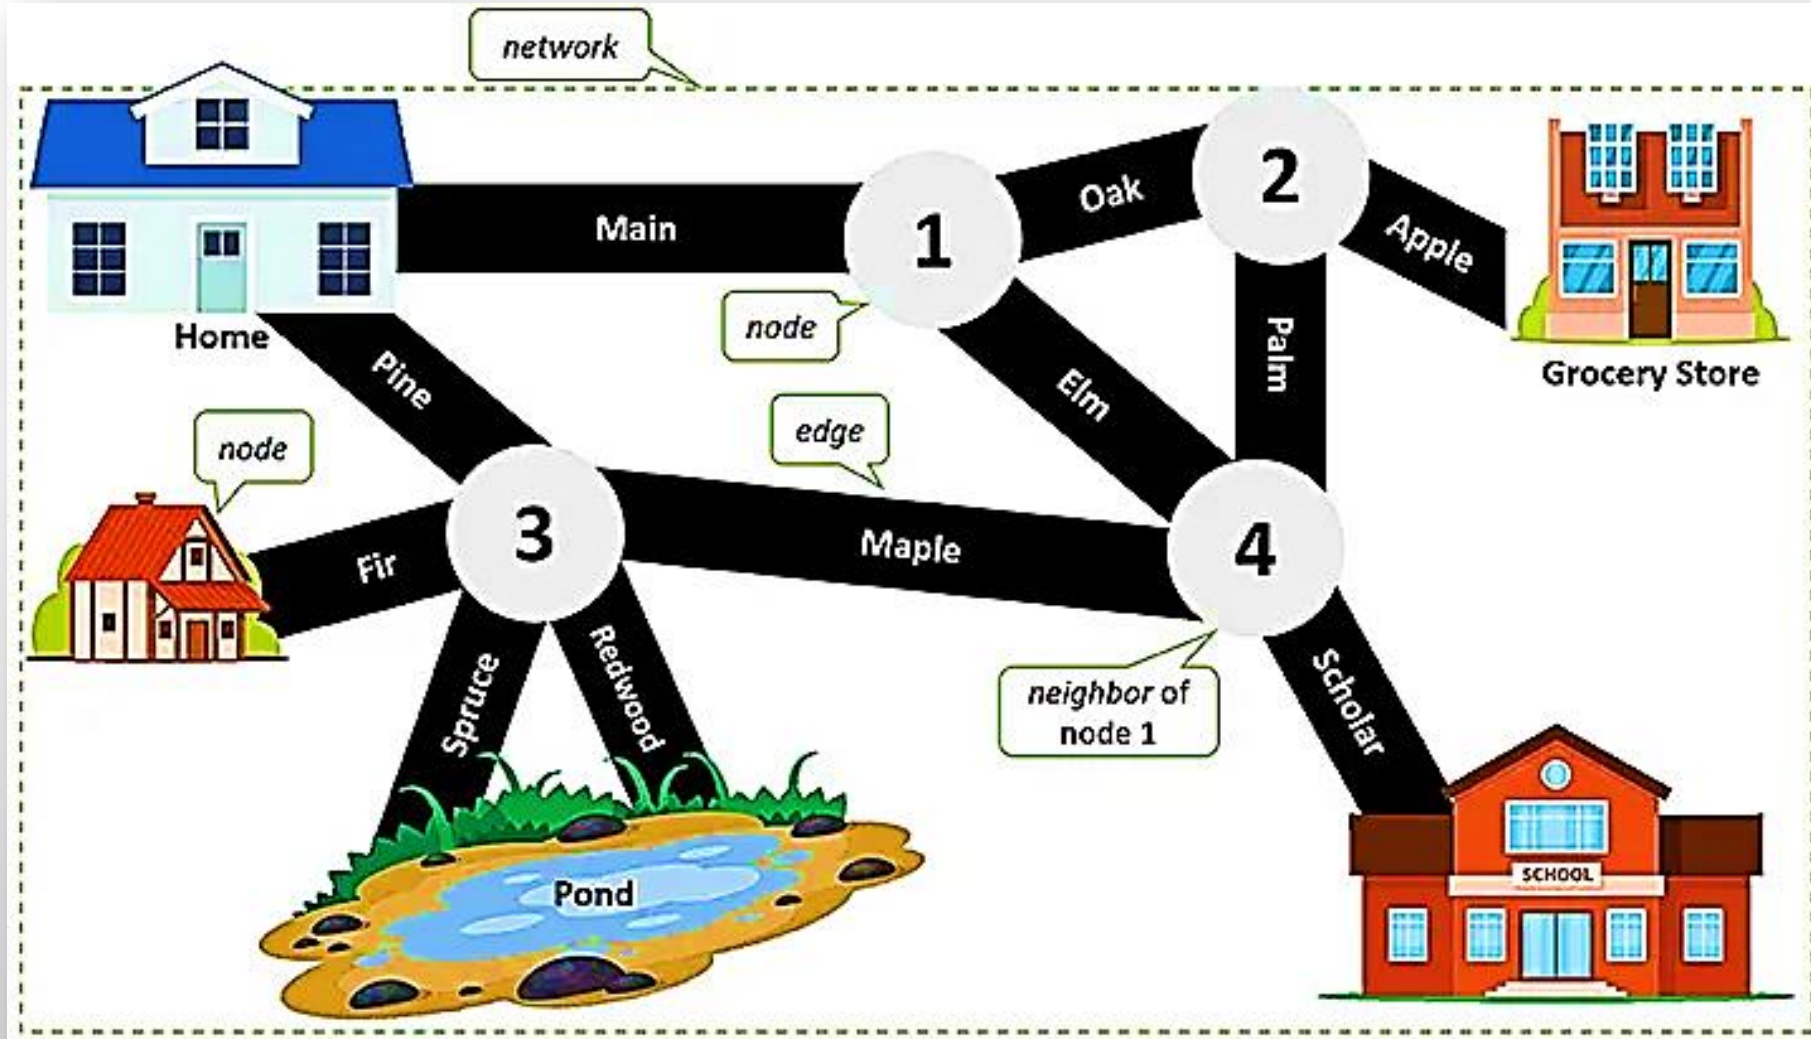 network
Main
1
Oak
2
Apple
node
Home
Pine
Palm
Grocery Store
Elm
edge
node
3
Fir
Maple
4
Spruce
Redwood
neighbor of
node 1
Scholar
SCHOOL
Pond